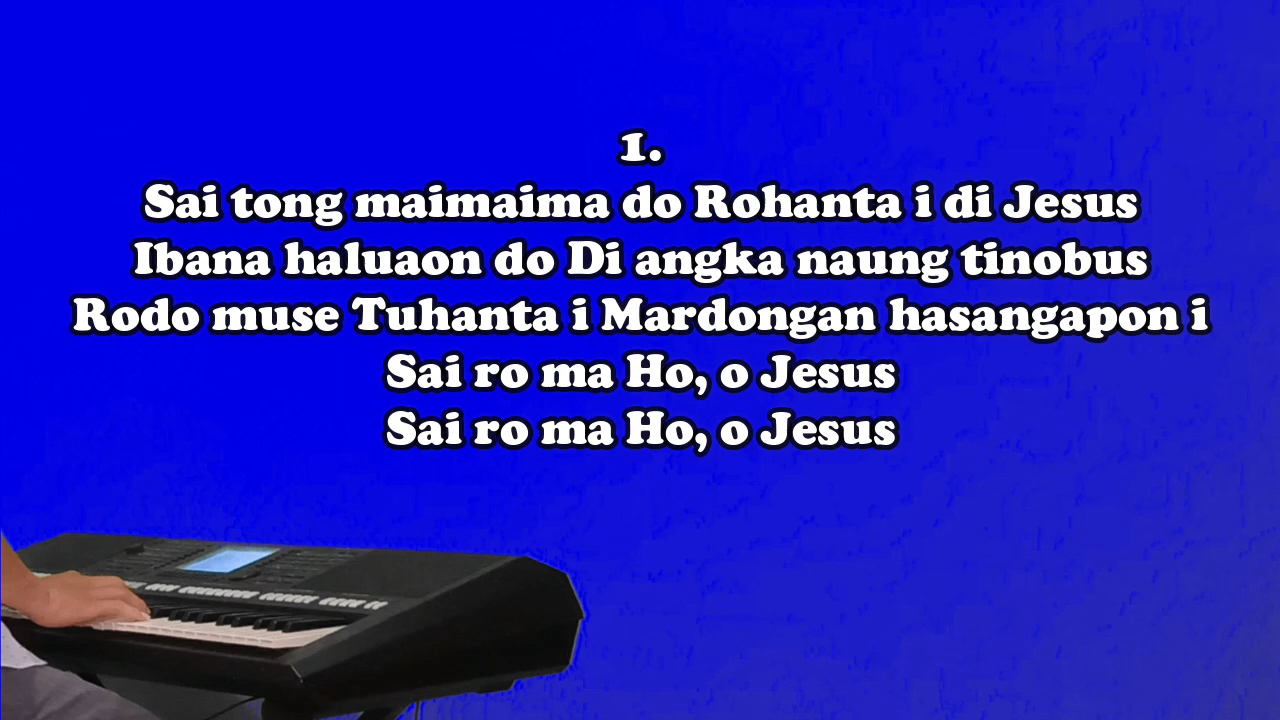 1.
Sai tong maimaima do Rohanta i di Jesus
Ibana haluaon do Di angka naung tinobus
Rodo muse Tuhanta i Mardongan hasangapon i
Sai ro ma Ho, o Jesus
Sai ro ma Ho, o Jesus